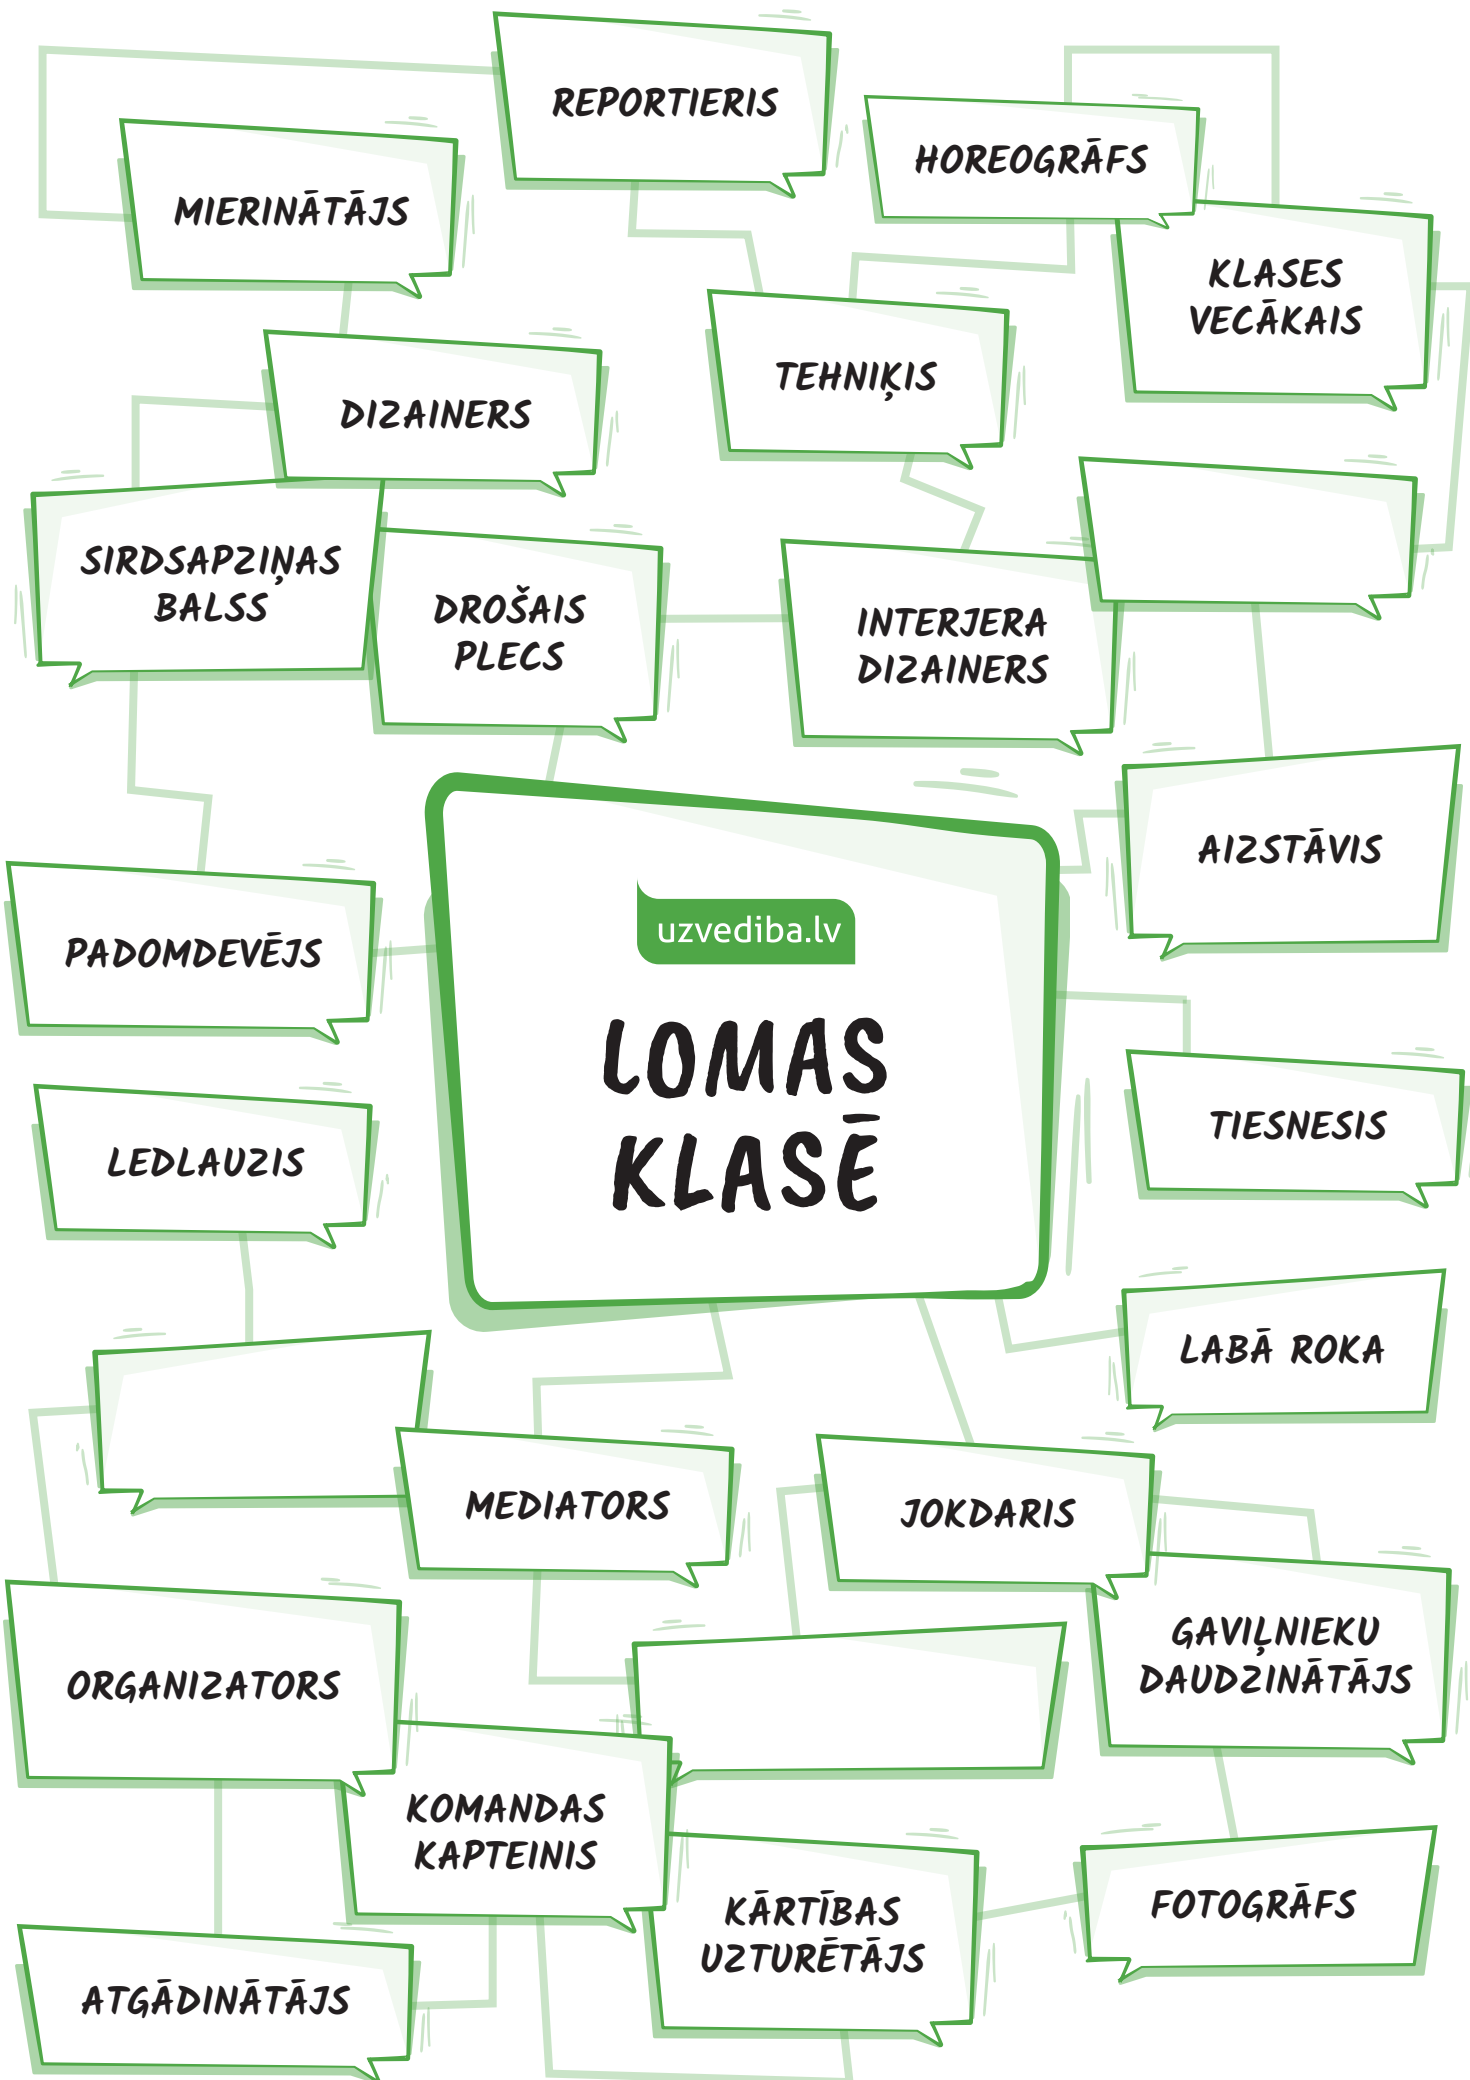 REPORTIERIS
HOREOGRĀFS
MIERINĀTĀJS
KLASES
VECĀKAIS
TEHNIĶIS
DIZAINERS
SIRDSAPZIŅAS
BALSS
DROŠAIS
PLECS
INTERJERA
DIZAINERS
AIZSTĀVIS
PADOMDEVĒJS
uzvediba.lv
LOMAS
KLASĒ
TIESNESIS
LEDLAUZIS
LABĀ ROKA
MEDIATORS
JOKDARIS
GAVIĻNIEKU
DAUDZINĀTĀJS
ORGANIZATORS
KOMANDAS
KAPTEINIS
KĀRTĪBAS
UZTURĒTĀJS
FOTOGRĀFS
ATGĀDINĀTĀJS